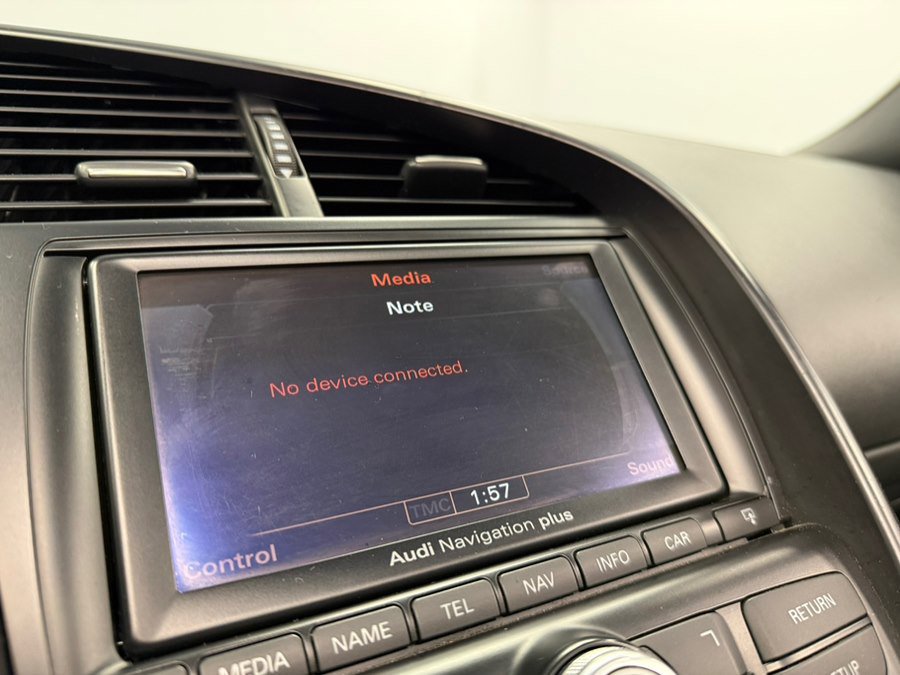 Media
Source
Note
No device connected.
Sound
TMC 1:57
Control
Audi Navigation plus
MEDIA NAME TEL NAV INFO CAR
RETURN
SETUP